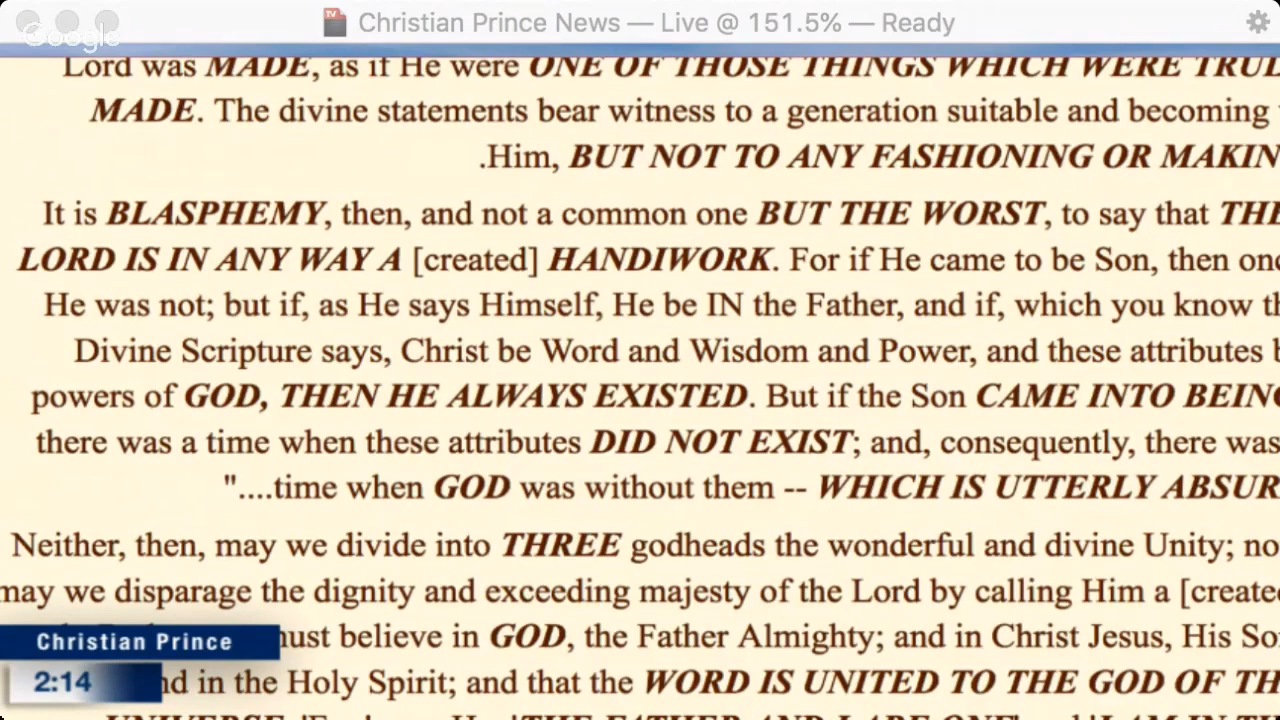 Christian Prince News — Live @ 151.5% — Ready
Google
Lord was MADE, as if He were ONE OF THOSE THINGS WHICH WERE
MADE. The divine statements bear witness to a generation suitable and becoming
.Him, BUT NOT TO ANY FASHIONING OR
It is BLASPHEMY, then, and not a common one BUT THE WORST, to say that
LORD IS IN ANY WAY A [created] HANDIWORK. For if He came to be Son, then
He was not; but if, as He says Himself, He be IN the Father, and if, which you know
Divine Scripture says, Christ be Word and Wisdom and Power, and these attributes
powers of GOD, THEN HE ALWAYS EXISTED. But if the Son CAME INTO
there was a time when these attributes DID NOT EXIST; and, consequently, there was
"....time when GOD was without them -- WHICH IS UTTERLY
Neither, then, may we divide into THREE godheads the wonderful and divine Unity;
may we disparage the dignity and exceeding majesty of the Lord by calling Him a
must believe in GOD, the Father Almighty; and in Christ Jesus, His
in the Holy Spirit; and that the WORD IS UNITED TO THE GOD OF
Christian Prince
2:14